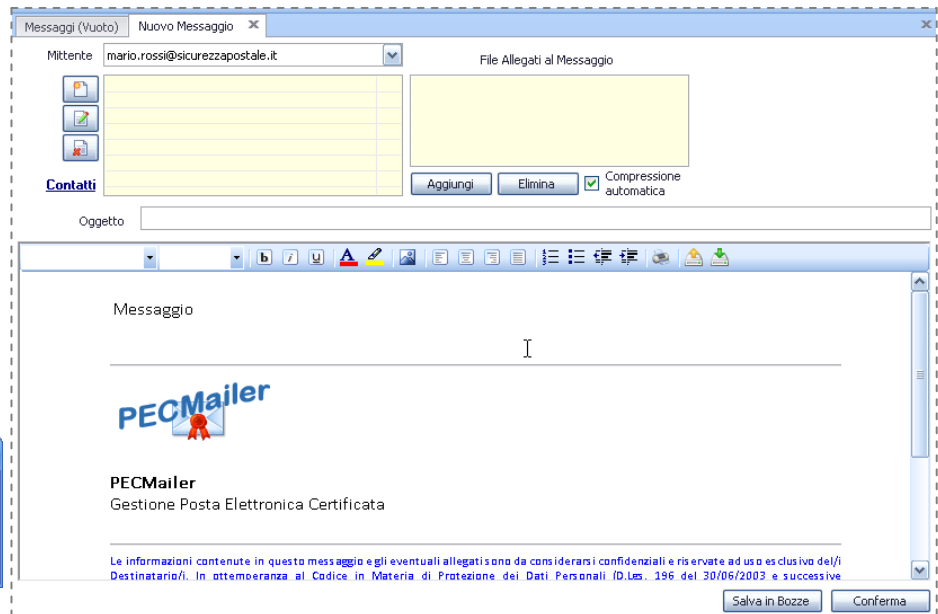 Messaggi (Vuoto) Nuovo Messaggio
Mittente mario.rossi@sicurezzapostale.it
File Allegati al Messaggio
Contatti
Aggiungi Elimina Compressione
automatica
Oggetto
b i u A
Messaggio
PECMailer
PECMailer
Gestione Posta Elettronica Certificata
Le informazioni contenute in questo messaggio e gli eventuali allegati sono da considerarsi confidenziali e riservate ad uso esclusivo del/i
Destinatario/i. In ottemperanza al Codice in Materia di Protezione dei Dati Personali (D.Lgs. 196 del 30/06/2003 e successive
Salva in Bozze Conferma